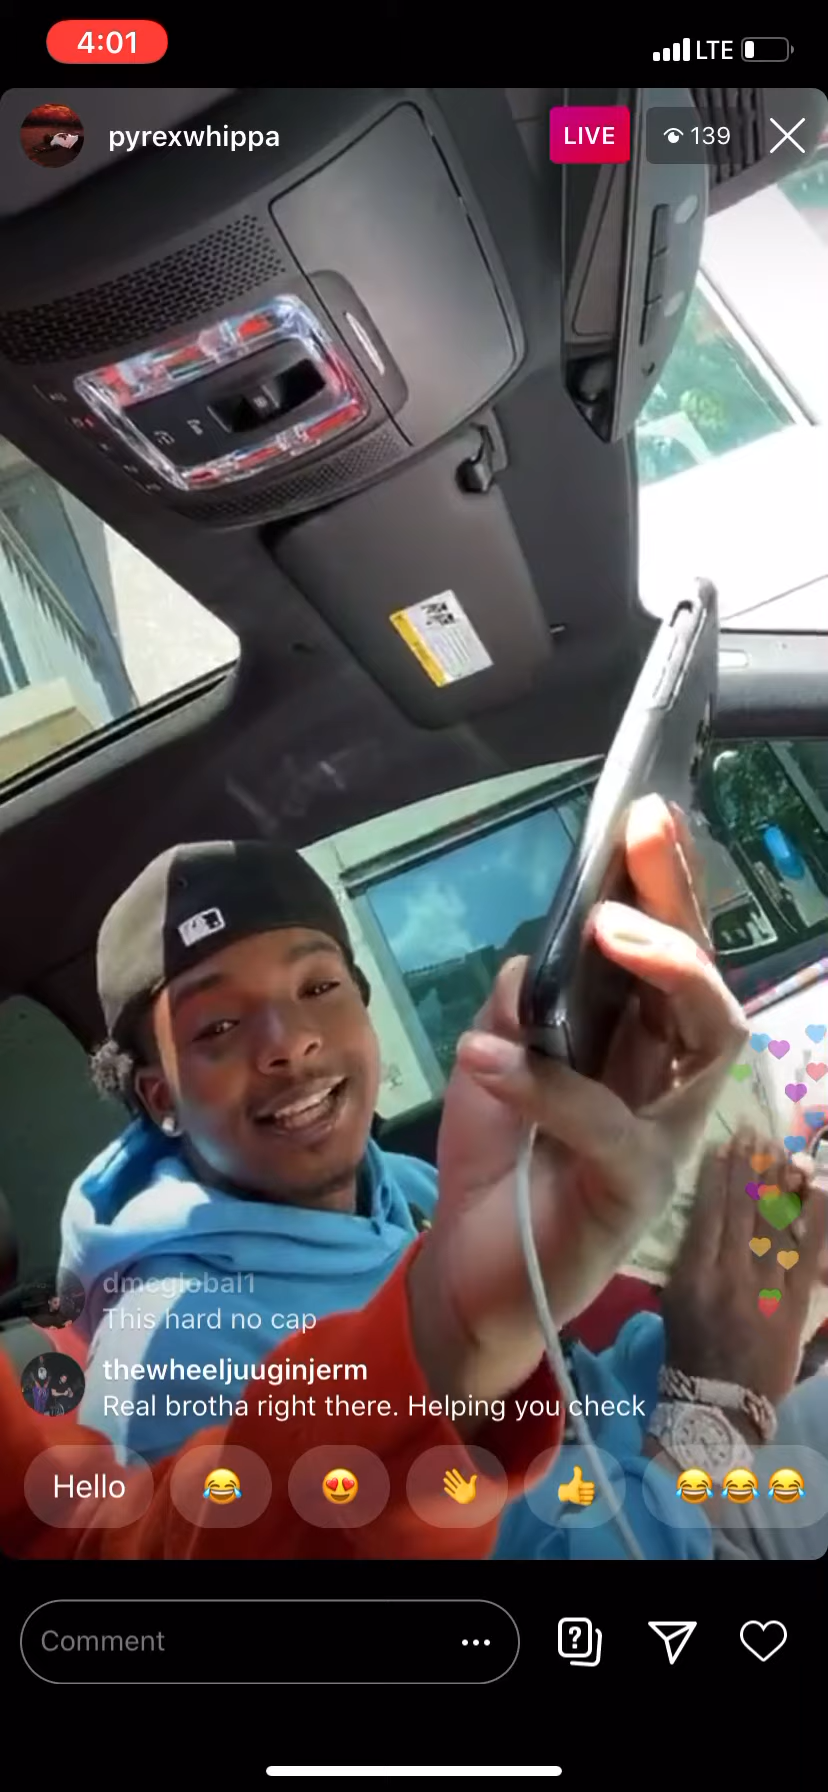 4:01
LTE
pyrexwhippa
LIVE
139
dmeglobal1
This hard no cap
thewheeljuuginjerm
Real brotha right there. Helping you check
Hello 😂 😍 👋 👍 😂😂😂
Comment